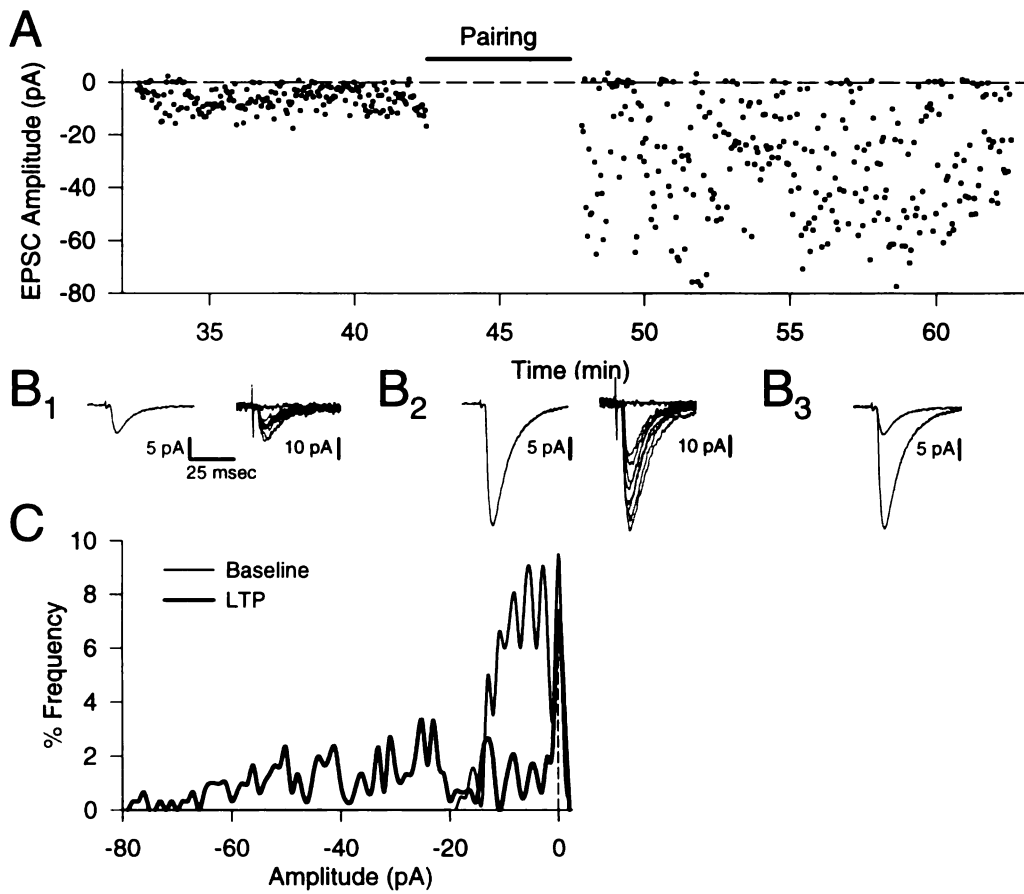 A
Pairing
EPSC Amplitude (pA)
0
-20
-40
-60
-80
35 40 45 50 55 60
Time (min)
B1
5 pA
25 msec
10 pA
B2
5 pA
10 pA
B3
5 pA
C
% Frequency
10
8
6
4
2
0
Baseline
LTP
-80 -60 -40 -20 0
Amplitude (pA)